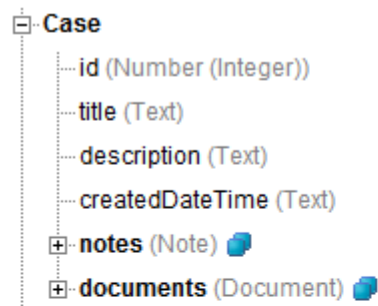 Case
id (Number (Integer))
title (Text)
description (Text)
createdDateTime (Text)
notes (Note)
documents (Document)